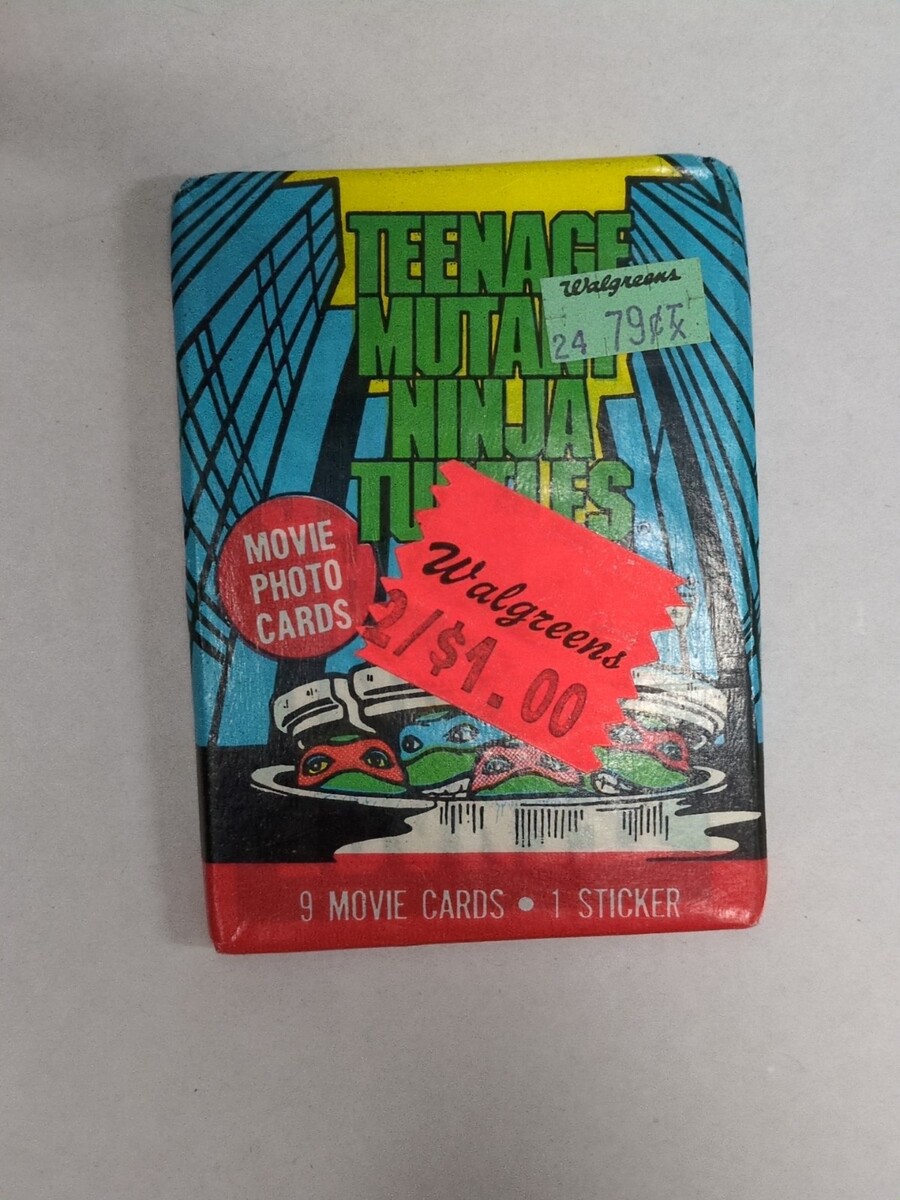 TEENAGE
MUTANT
NINJA
TURTLES
Walgreens
24 79¢ Tx
MOVIE
PHOTO
CARDS
Walgreens
2/$1.00
9 MOVIE CARDS • 1 STICKER